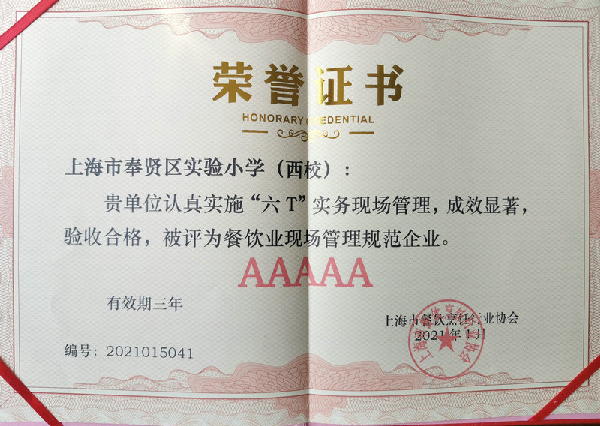 荣誉证书
HONORARY CREDENTIAL
上海市奉贤区实验小学（西校）：
贵单位认真实施“六T”实务现场管理，成效显著，
验收合格，被评为餐饮业现场管理规范企业。
AAAAA
有效期三年
上海市餐饮烹饪行业协会
2021年1月
编号：2021015041